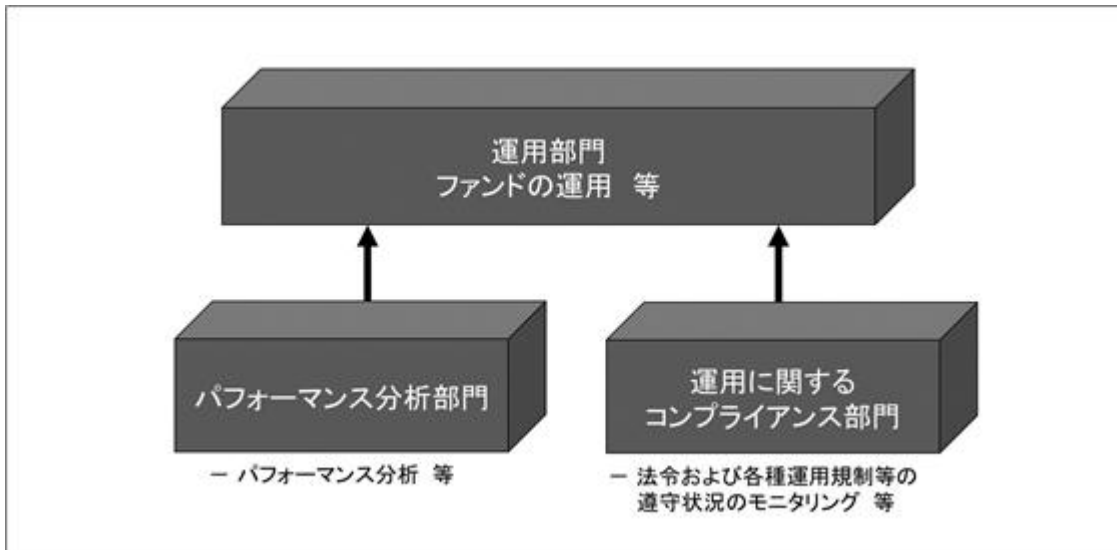 運用部門
ファンドの運用 等
パフォーマンス分析部門
－ パフォーマンス分析 等
運用に関する
コンプライアンス部門
－ 法令および各種運用規制等の
遵守状況のモニタリング 等